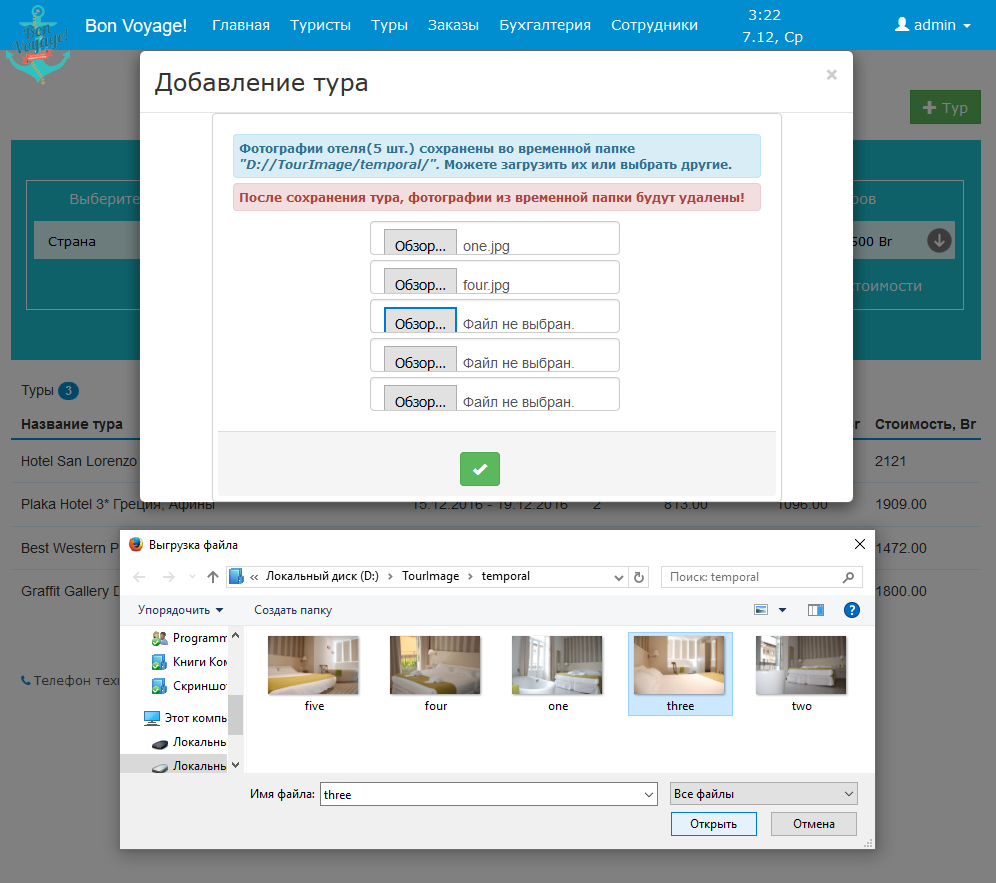 Bon Voyage!
Bon Voyage! Главная Туристы Туры Заказы Бухгалтерия Сотрудники
3:22
7.12, Ср
admin
Добавление тура ×
Тур
Фотографии отеля(5 шт.) сохранены во временной папке
"D://TourImage/temporal/". Можете загрузить их или выбрать другие.
После сохранения тура, фотографии из временной папки будут удалены!
Выберите
Страна
500 Br
тоимости
Обзор... one.jpg
Обзор... four.jpg
Обзор... Файл не выбран.
Обзор... Файл не выбран.
Обзор... Файл не выбран.
Туры 3
Название тура Стоимость, Br
Hotel San Lorenzo 2121
Plaka Hotel 3* Греция, Афины 15.12.2016 - 19.12.2016 2 813.00 1096.00 1909.00
Best Western P 1472.00
Graffit Gallery D 1800.00
Телефон техн
Выгрузка файла
« Локальный диск (D:) › TourImage › temporal
Поиск: temporal
Упорядочить Создать папку
Programm
Книги Ком
Скриншот
Этот компь
Локальны
Локальны
five four one three two
Имя файла: three Все файлы
Открыть Отмена